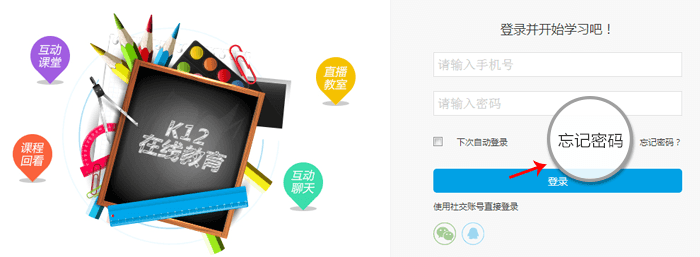 互动
课堂
直播
教室
K12
在线教育
课程
回看
互动
聊天
登录并开始学习吧！
请输入手机号
请输入密码
下次自动登录
忘记密码
忘记密码？
登录
使用社交账号直接登录